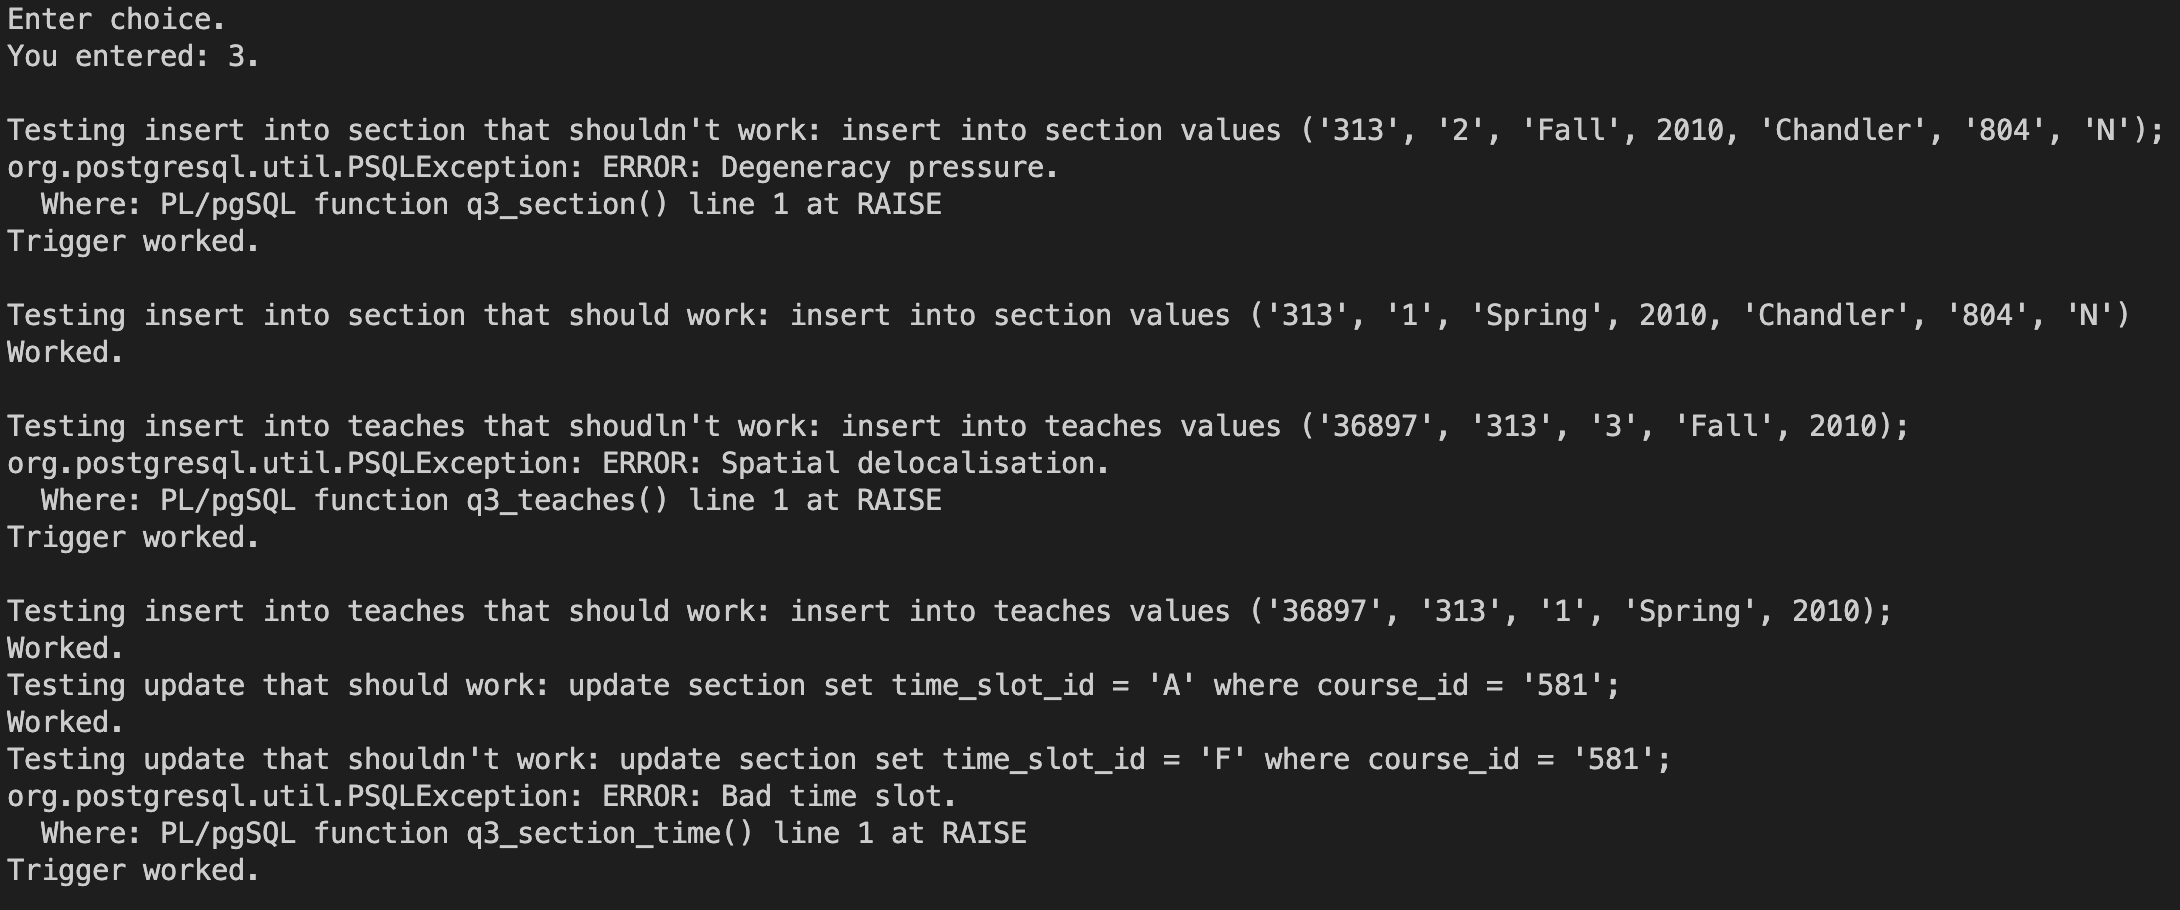 Enter choice.
You entered: 3.
Testing insert into section that shouldn't work: insert into section values ('313', '2', 'Fall', 2010, 'Chandler', '804', 'N');
org.postgresql.util.PSQLException: ERROR: Degeneracy pressure.
Where: PL/pgSQL function q3_section() line 1 at RAISE
Trigger worked.
Testing insert into section that should work: insert into section values ('313', '1', 'Spring', 2010, 'Chandler', '804', 'N')
Worked.
Testing insert into teaches that shoudln't work: insert into teaches values ('36897', '313', '3', 'Fall', 2010);
org.postgresql.util.PSQLException: ERROR: Spatial delocalisation.
Where: PL/pgSQL function q3_teaches() line 1 at RAISE
Trigger worked.
Testing insert into teaches that should work: insert into teaches values ('36897', '313', '1', 'Spring', 2010);
Worked.
Testing update that should work: update section set time_slot_id = 'A' where course_id = '581';
Worked.
Testing update that shouldn't work: update section set time_slot_id = 'F' where course_id = '581';
org.postgresql.util.PSQLException: ERROR: Bad time slot.
Where: PL/pgSQL function q3_section_time() line 1 at RAISE
Trigger worked.